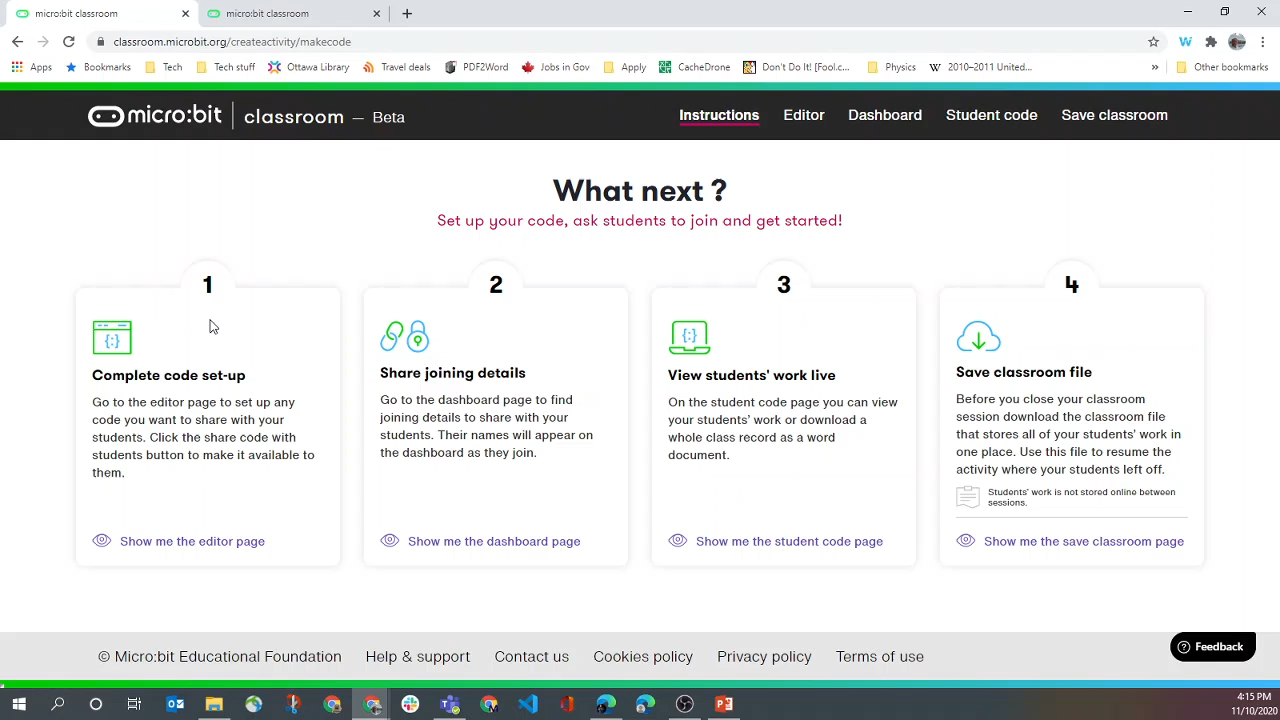 micro:bit classroom
micro:bit classroom
classroom.microbit.org/createactivity/makecode
Apps
Bookmarks
Tech
Tech stuff
Ottawa Library
Travel deals
PDF2Word
Jobs in Gov
Apply
CacheDrone
Don't Do It! [Fool.c...
Physics
2010–2011 United...
Other bookmarks
micro:bit classroom — Beta
Instructions
Editor
Dashboard
Student code
Save classroom
What next ?
Set up your code, ask students to join and get started!
1
Complete code set-up
Go to the editor page to set up any
code you want to share with your
students. Click the share code with
students button to make it available to
them.
Show me the editor page
2
Share joining details
Go to the dashboard page to find
joining details to share with your
students. Their names will appear on
the dashboard as they join.
Show me the dashboard page
3
View students' work live
On the student code page you can view
your students' work or download a
whole class record as a word
document.
Show me the student code page
4
Save classroom file
Before you close your classroom
session download the classroom file
that stores all of your students' work in
one place. Use this file to resume the
activity where your students left off.
Students' work is not stored online between
sessions.
Show me the save classroom page
© Micro:bit Educational Foundation
Help & support
Contact us
Cookies policy
Privacy policy
Terms of use
Feedback
4:15 PM
11/10/2020